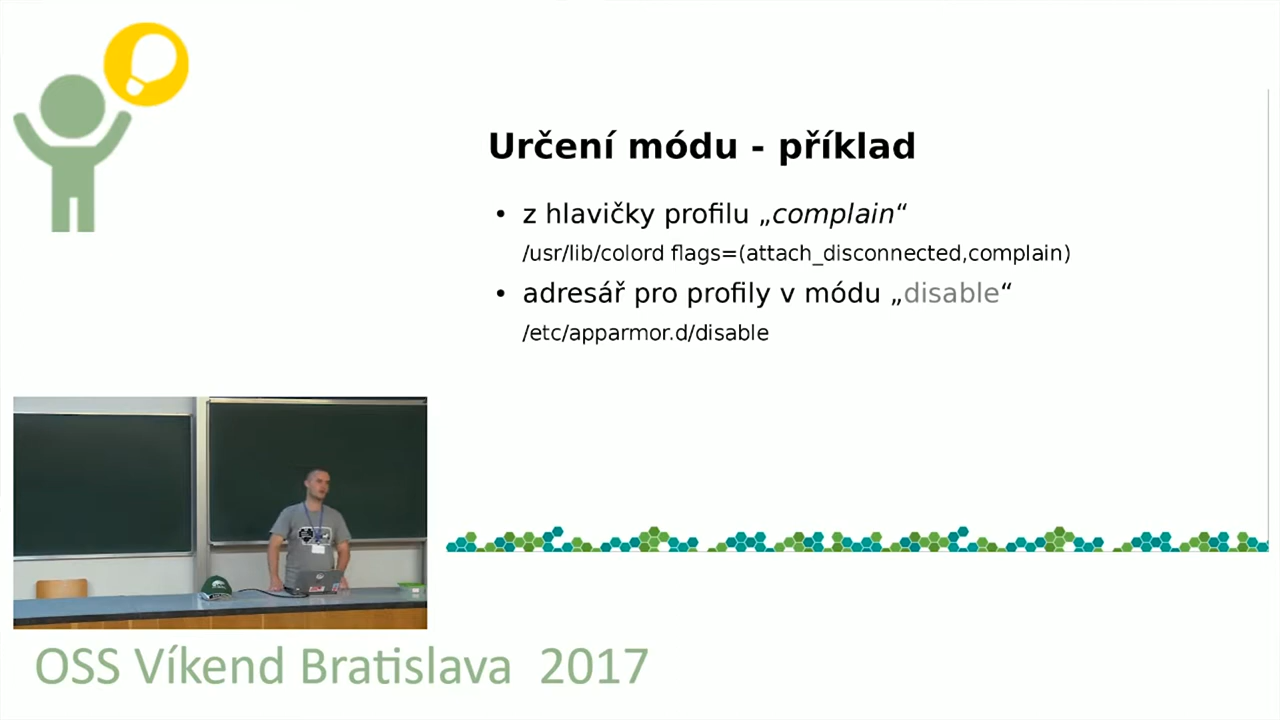 Určení módu - příklad
• z hlavičky profilu „complain“
/usr/lib/colord flags=(attach_disconnected,complain)
• adresář pro profily v módu „disable“
/etc/apparmor.d/disable
OSS Víkend Bratislava 2017